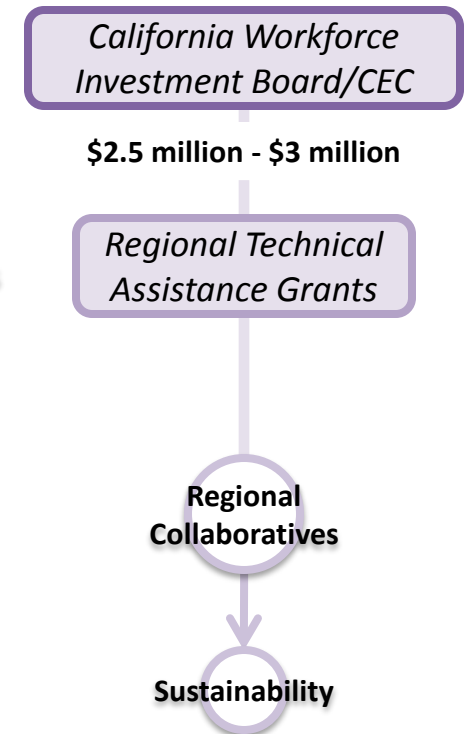 California Workforce
Investment Board/CEC
$2.5 million - $3 million
Regional Technical
Assistance Grants
Regional
Collaboratives
Sustainability